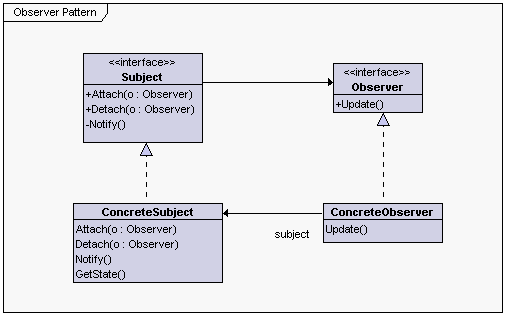 Observer Pattern
<<interface>>
Subject
+Attach(o : Observer)
+Detach(o : Observer)
-Notify()
<<interface>>
Observer
+Update()
ConcreteSubject
Attach(o : Observer)
Detach(o : Observer)
Notify()
GetState()
subject
ConcreteObserver
Update()